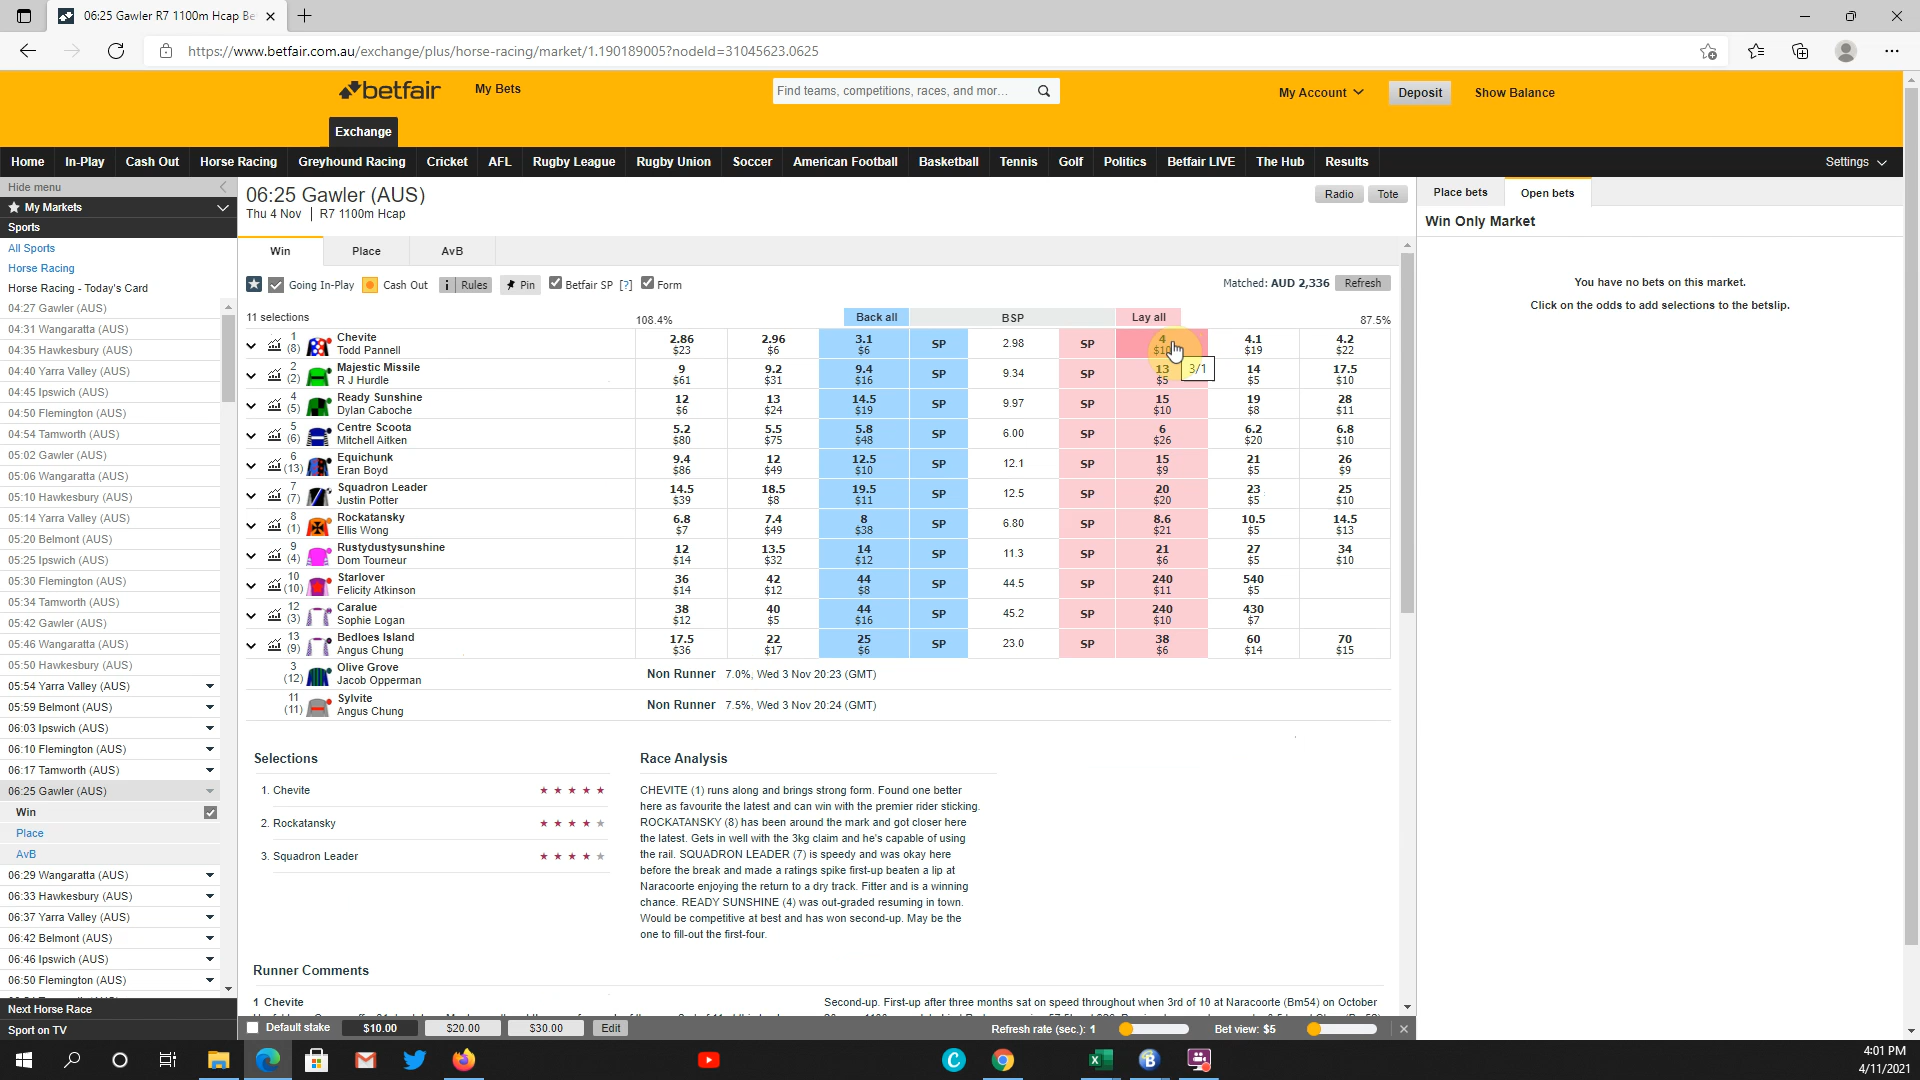 06:25 Gawler R7 1100m Hcap Be
https://www.betfair.com.au/exchange/plus/horse-racing/market/1.190189005?nodeId=31045623.0625
betfair
My Bets
Find teams, competitions, races, and mor...
My Account
Deposit
Show Balance
Exchange
Home In-Play Cash Out Horse Racing Greyhound Racing Cricket AFL Rugby League Rugby Union Soccer American Football Basketball Tennis Golf Politics Betfair LIVE The Hub Results Settings
Hide menu
My Markets
Sports
All Sports
Horse Racing
Horse Racing - Today's Card
04:27 Gawler (AUS)
04:31 Wangaratta (AUS)
04:35 Hawkesbury (AUS)
04:40 Yarra Valley (AUS)
04:45 Ipswich (AUS)
04:50 Flemington (AUS)
04:54 Tamworth (AUS)
05:02 Gawler (AUS)
05:06 Wangaratta (AUS)
05:10 Hawkesbury (AUS)
05:14 Yarra Valley (AUS)
05:20 Belmont (AUS)
05:25 Ipswich (AUS)
05:30 Flemington (AUS)
05:34 Tamworth (AUS)
05:42 Gawler (AUS)
05:46 Wangaratta (AUS)
05:50 Hawkesbury (AUS)
05:54 Yarra Valley (AUS)
05:59 Belmont (AUS)
06:03 Ipswich (AUS)
06:10 Flemington (AUS)
06:17 Tamworth (AUS)
06:25 Gawler (AUS)
Win
Place
AvB
06:29 Wangaratta (AUS)
06:33 Hawkesbury (AUS)
06:37 Yarra Valley (AUS)
06:42 Belmont (AUS)
06:46 Ipswich (AUS)
06:50 Flemington (AUS)
Next Horse Race
Sport on TV
06:25 Gawler (AUS)
Thu 4 Nov | R7 1100m Hcap
Radio Tote
Win Place AvB
Going In-Play Cash Out i Rules Pin Betfair SP [?] Form
Matched: AUD 2,336 Refresh
11 selections 108.4% Back all BSP Lay all 87.5%
1 Chevite 2.86 2.96 3.1 SP 2.98 SP 4 4.1 4.2
(8) Todd Pannell $23 $6 $6 $19 $22
3/1
2 Majestic Missile 9 9.2 9.4 SP 9.34 SP 13 14 17.5
(2) R J Hurdle $61 $31 $16 $5 $5 $10
4 Ready Sunshine 12 13 14.5 SP 9.97 SP 15 19 28
(5) Dylan Caboche $6 $24 $19 $10 $8 $11
5 Centre Scoota 5.2 5.5 5.8 SP 6.00 SP 6 6.2 6.8
(6) Mitchell Aitken $80 $75 $48 $26 $20 $10
6 Equichunk 9.4 12 12.5 SP 12.1 SP 15 21 26
(13) Eran Boyd $86 $49 $10 $9 $5 $9
7 Squadron Leader 14.5 18.5 19.5 SP 12.5 SP 20 23 25
(7) Justin Potter $39 $8 $11 $20 $5 $10
8 Rockatansky 6.8 7.4 8 SP 6.80 SP 8.6 10.5 14.5
(1) Ellis Wong $7 $49 $38 $21 $5 $13
9 Rustydustysunshine 12 13.5 14 SP 11.3 SP 21 27 34
(4) Dom Tourneur $14 $32 $12 $6 $5 $10
10 Starlover 36 42 44 SP 44.5 SP 240 540
(10) Felicity Atkinson $14 $12 $8 $11 $5
12 Caralue 38 40 44 SP 45.2 SP 240 430
(3) Sophie Logan $12 $5 $16 $10 $7
13 Bedloes Island 17.5 22 25 SP 23.0 SP 38 60 70
(9) Angus Chung $36 $17 $6 $6 $14 $15
3 Olive Grove Non Runner 7.0%, Wed 3 Nov 20:23 (GMT)
(12) Jacob Opperman
11 Sylvite Non Runner 7.5%, Wed 3 Nov 20:24 (GMT)
(11) Angus Chung
Selections
1. Chevite
2. Rockatansky
3. Squadron Leader
Race Analysis
CHEVITE (1) runs along and brings strong form. Found one better
here as favourite the latest and can win with the premier rider sticking.
ROCKATANSKY (8) has been around the mark and got closer here
the latest. Gets in well with the 3kg claim and he's capable of using
the rail. SQUADRON LEADER (7) is speedy and was okay here
before the break and made a ratings spike first-up beaten a lip at
Naracoorte enjoying the return to a dry track. Fitter and is a winning
chance. READY SUNSHINE (4) was out-graded resuming in town.
Would be competitive at best and has won second-up. May be the
one to fill-out the first-four.
Runner Comments
1 Chevite
Second-up. First-up after three months sat on speed throughout when 3rd of 10 at Naracoorte (Bm54) on October
Default stake $10.00 $20.00 $30.00 Edit
Refresh rate (sec.): 1 Bet view: $5
Place bets Open bets
Win Only Market
You have no bets on this market.
Click on the odds to add selections to the betslip.
4:01 PM
4/11/2021